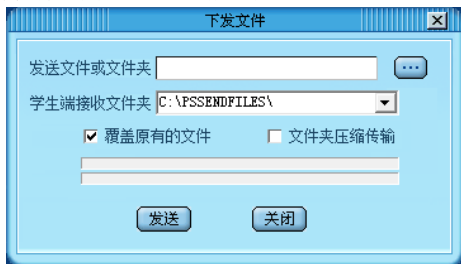 下发文件
发送文件或文件夹 ...
学生端接收文件夹 C:\PSSENDFILES\
覆盖原有的文件 文件夹压缩传输
发送 关闭